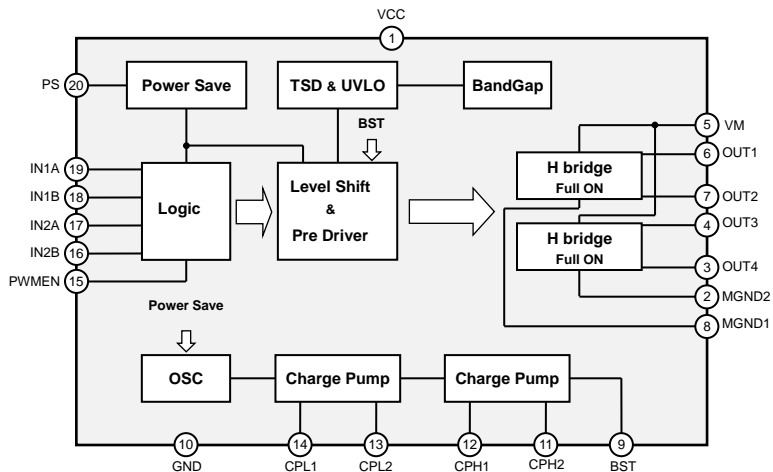 VCC
1
PS
20
Power Save
TSD & UVLO
BandGap
BST
5
VM
6
OUT1
H bridge
Full ON
7
OUT2
4
OUT3
H bridge
Full ON
3
OUT4
2
MGND2
8
MGND1
IN1A
19
IN1B
18
IN2A
17
IN2B
16
PWMEN
15
Logic
Level Shift
&
Pre Driver
Power Save
OSC
Charge Pump
Charge Pump
10
14
13
12
11
9
GND
CPL1
CPL2
CPH1
CPH2
BST